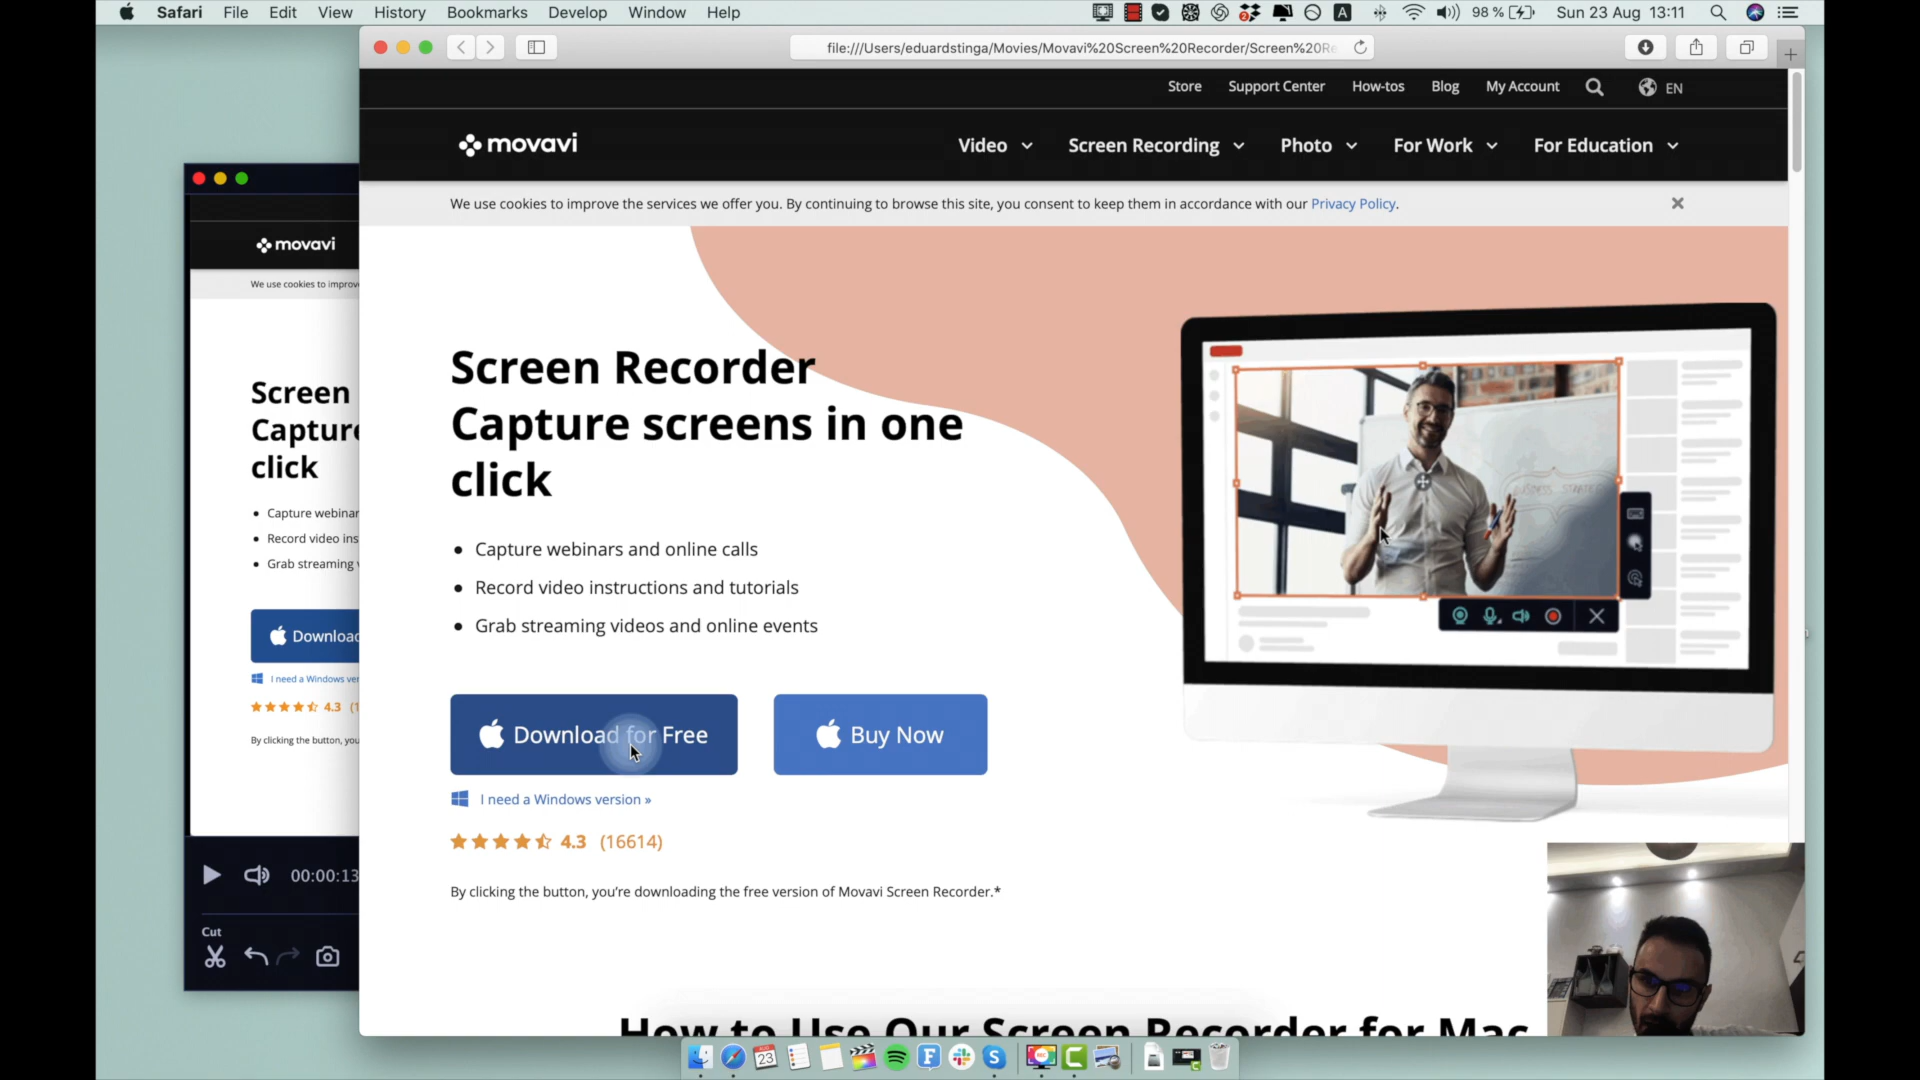 Safari File Edit View History Bookmarks Develop Window Help
98 % Sun 23 Aug 13:11
file:///Users/eduardstinga/Movies/Movavi%20Screen%20Recorder/Screen%20Re
Store Support Center How-tos Blog My Account EN
movavi Video Screen Recording Photo For Work For Education
We use cookies to improve the services we offer you. By continuing to browse this site, you consent to keep them in accordance with our Privacy Policy.
Screen Recorder
Capture screens in one
click
Capture webinars and online calls
Record video instructions and tutorials
Grab streaming videos and online events
Download for Free
Buy Now
I need a Windows version »
4.3 (16614)
By clicking the button, you're downloading the free version of Movavi Screen Recorder.*
How to Use Our Screen Recorder for Mac
movavi
We use cookies to improv
Screen
Capture
click
Capture webinar
Record video ins
Grab streaming
Download
I need a Windows ver
4.3
By clicking the button, you
00:00:13
Cut
AUG
23